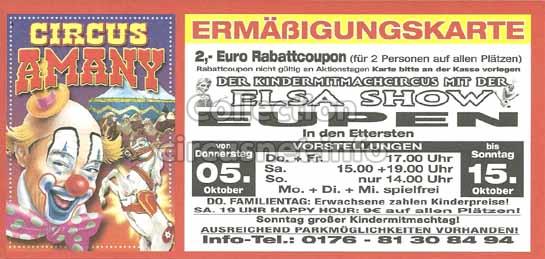 CIRCUS
AMANY
ERMÄßIGUNGSKARTE
2,- Euro Rabattcoupon (für 2 Personen auf allen Plätzen)
Rabattcoupon nicht gültig an Aktionstagen Karte bitte an der Kasse vorlegen
DER KINDERMITMACHCIRCUS MIT DER
ELSA SHOW
EUPEN
In den Ettersten
Collection
circusnet.info
von
Donnerstag
05.
Oktober
VORSTELLUNGEN
Do. + Fr. 17.00 Uhr
Sa. 15.00 +19.00 Uhr
So. nur 14.00 Uhr
Mo. + Di. + Mi. spielfrei
bis
Sonntag
15.
Oktober
DO. FAMILIENTAG: Erwachsene zahlen Kinderpreise!
SA. 19 UHR HAPPY HOUR: 9€ auf allen Plätzen!
Sonntag großer Kindermitmachtag!
AUSREICHEND PARKMÖGLICHKEITEN VORHANDEN!
Info-Tel.: 0176 - 81 30 84 94